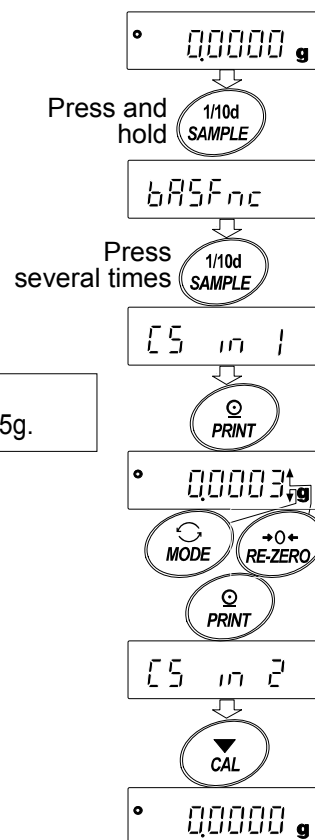 0.0000 g
Press and
hold
1/10d
SAMPLE
bASFnc
Press
several times
1/10d
SAMPLE
CS in 1
PRINT
5g.
0.0003 g
MODE
→0←
RE-ZERO
PRINT
CS in 2
CAL
0.0000 g